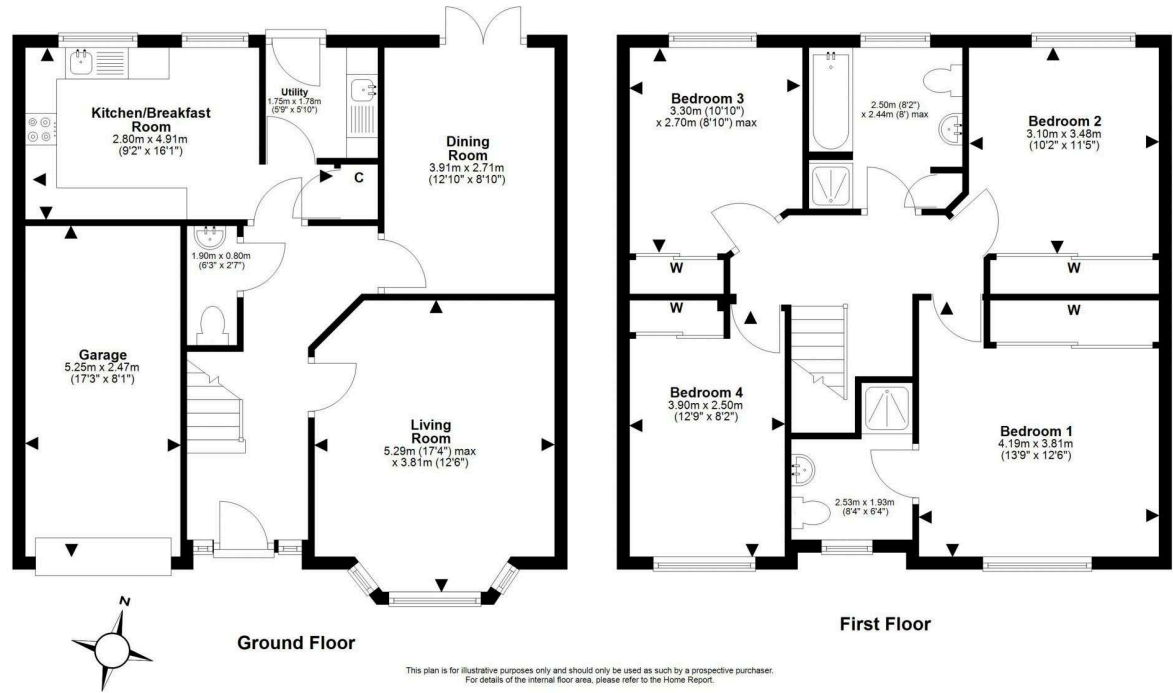 Kitchen/Breakfast
Room
2.80m x 4.91m
(9'2" x 16'1")
Utility
1.75m x 1.78m
(5'9" x 5'10")
Dining
Room
3.91m x 2.71m
(12'10" x 8'10")
C
1.90m x 0.80m
(6'3" x 2'7")
Garage
5.25m x 2.47m
(17'3" x 8'1")
Living
Room
5.29m (17'4") max
x 3.81m (12'6")
N
Ground Floor
Bedroom 3
3.30m (10'10")
x 2.70m (8'10") max
2.50m (8'2")
x 2.44m (8') max
Bedroom 2
3.10m x 3.48m
(10'2" x 11'5")
W
W
W
W
Bedroom 4
3.90m x 2.50m
(12'9" x 8'2")
Bedroom 1
4.19m x 3.81m
(13'9" x 12'6")
2.53m x 1.93m
(8'4" x 6'4")
First Floor
This plan is for illustrative purposes only and should only be used as such by a prospective purchaser.
For details of the internal floor area, please refer to the Home Report.